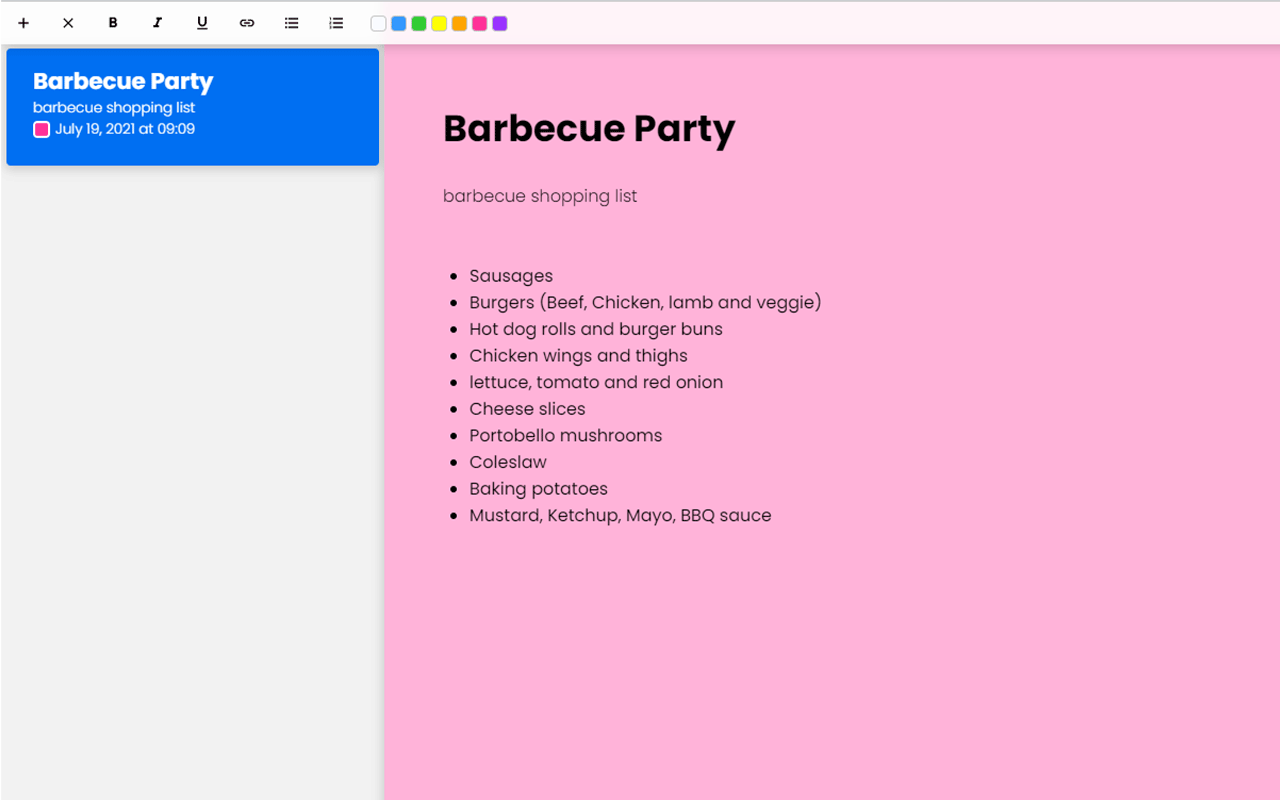 B I U
Barbecue Party
barbecue shopping list
July 19, 2021 at 09:09
Barbecue Party
barbecue shopping list
Sausages
Burgers (Beef, Chicken, lamb and veggie)
Hot dog rolls and burger buns
Chicken wings and thighs
lettuce, tomato and red onion
Cheese slices
Portobello mushrooms
Coleslaw
Baking potatoes
Mustard, Ketchup, Mayo, BBQ sauce